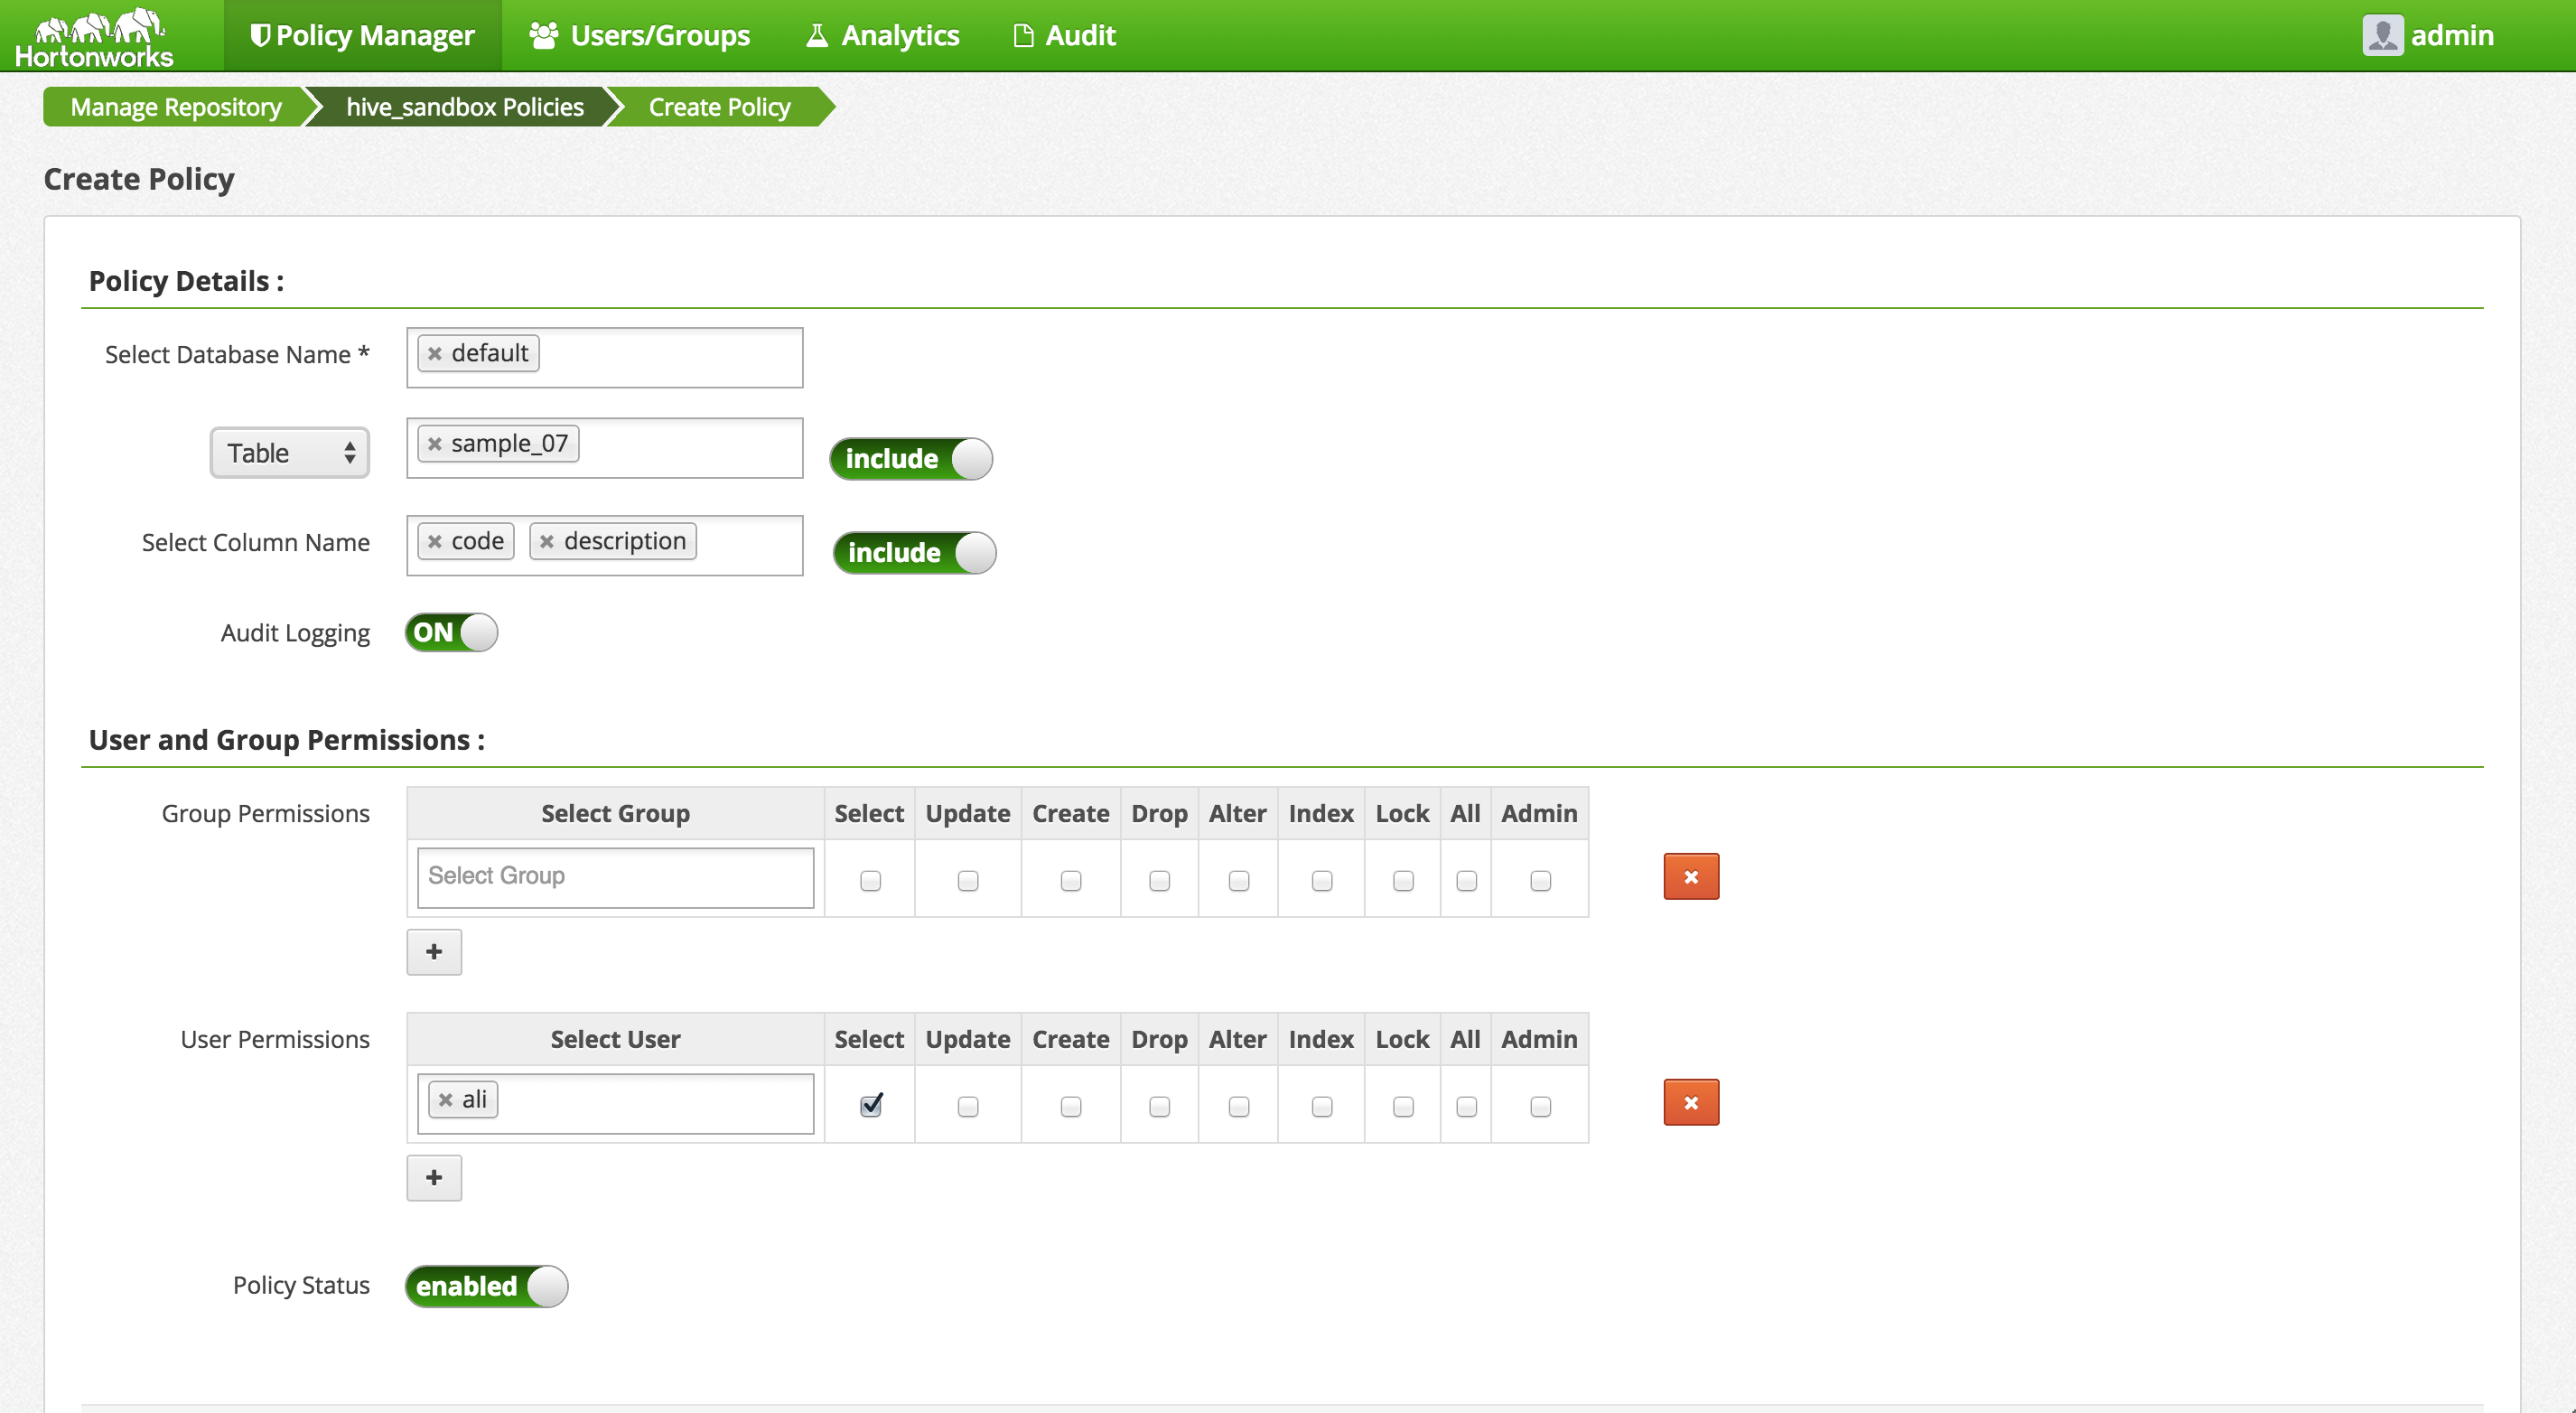 Hortonworks
Policy Manager Users/Groups Analytics Audit admin
Manage Repository hive_sandbox Policies Create Policy
Create Policy
Policy Details :
Select Database Name * default
Table sample_07 include
Select Column Name code description include
Audit Logging ON
User and Group Permissions :
Group Permissions Select Group Select Update Create Drop Alter Index Lock All Admin
Select Group
User Permissions Select User Select Update Create Drop Alter Index Lock All Admin
ali
Policy Status enabled